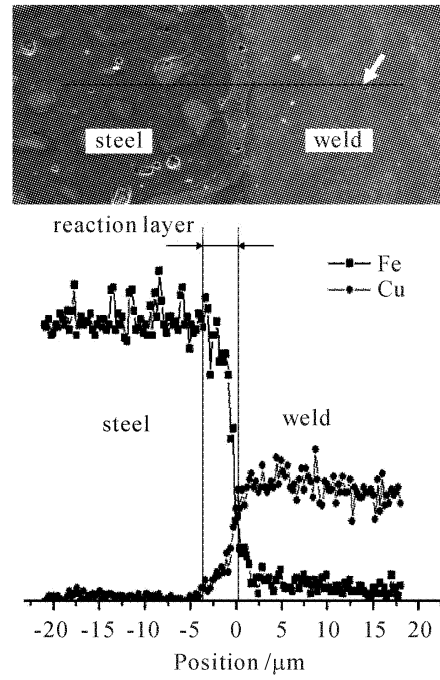 steel weld
reaction layer
Fe
Cu
steel weld
-20 -15 -10 -5 0 5 10 15 20
Position /μm